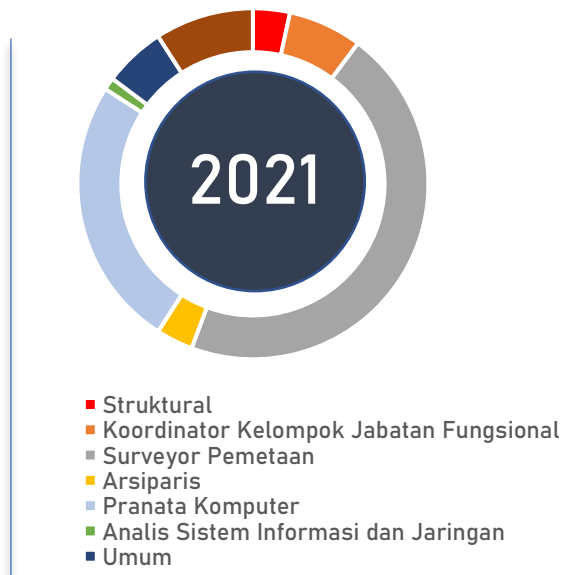 2021
Struktural
Koordinator Kelompok Jabatan Fungsional
Surveyor Pemetaan
Arsiparis
Pranata Komputer
Analis Sistem Informasi dan Jaringan
Umum